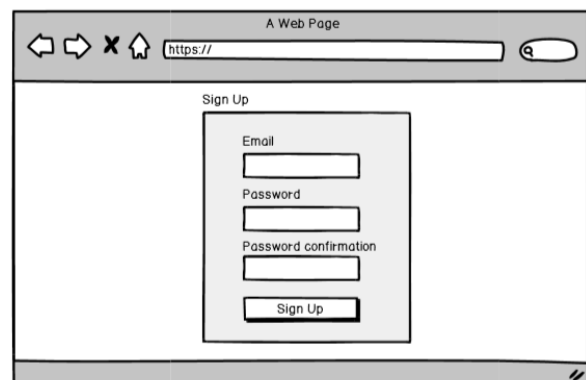 A Web Page
https://
Sign Up
Email
Password
Password confirmation
Sign Up